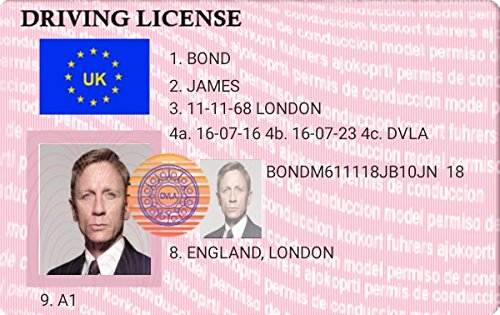 DRIVING LICENSE
UK
1. BOND
2. JAMES
3. 11-11-68 LONDON
4a. 16-07-16 4b. 16-07-23 4c. DVLA
BONDM611118JB10JN 18
DVLA
8. ENGLAND, LONDON
9. A1